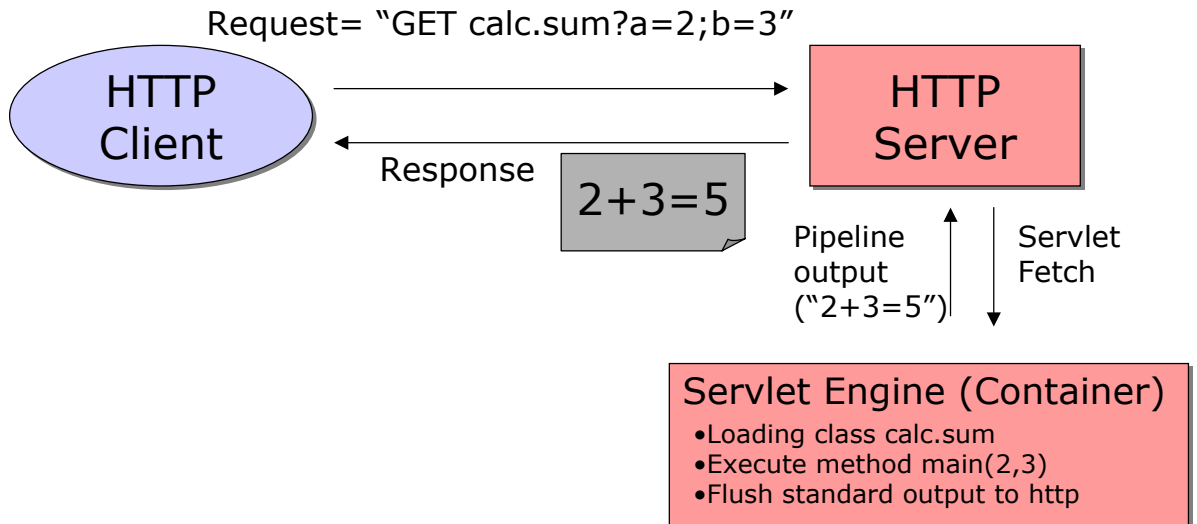 Request= “GET calc.sum?a=2;b=3”
HTTP
Client
HTTP
Server
Response
2+3=5
Pipeline
output
(“2+3=5”)
Servlet
Fetch
Servlet Engine (Container)
•Loading class calc.sum
•Execute method main(2,3)
•Flush standard output to http